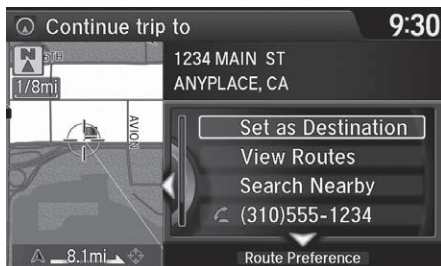 Continue trip to
9:30
N
6TH
1/8mi
AVION
8.1mi
1234 MAIN ST
ANYPLACE, CA
Set as Destination
View Routes
Search Nearby
(310)555-1234
Route Preference